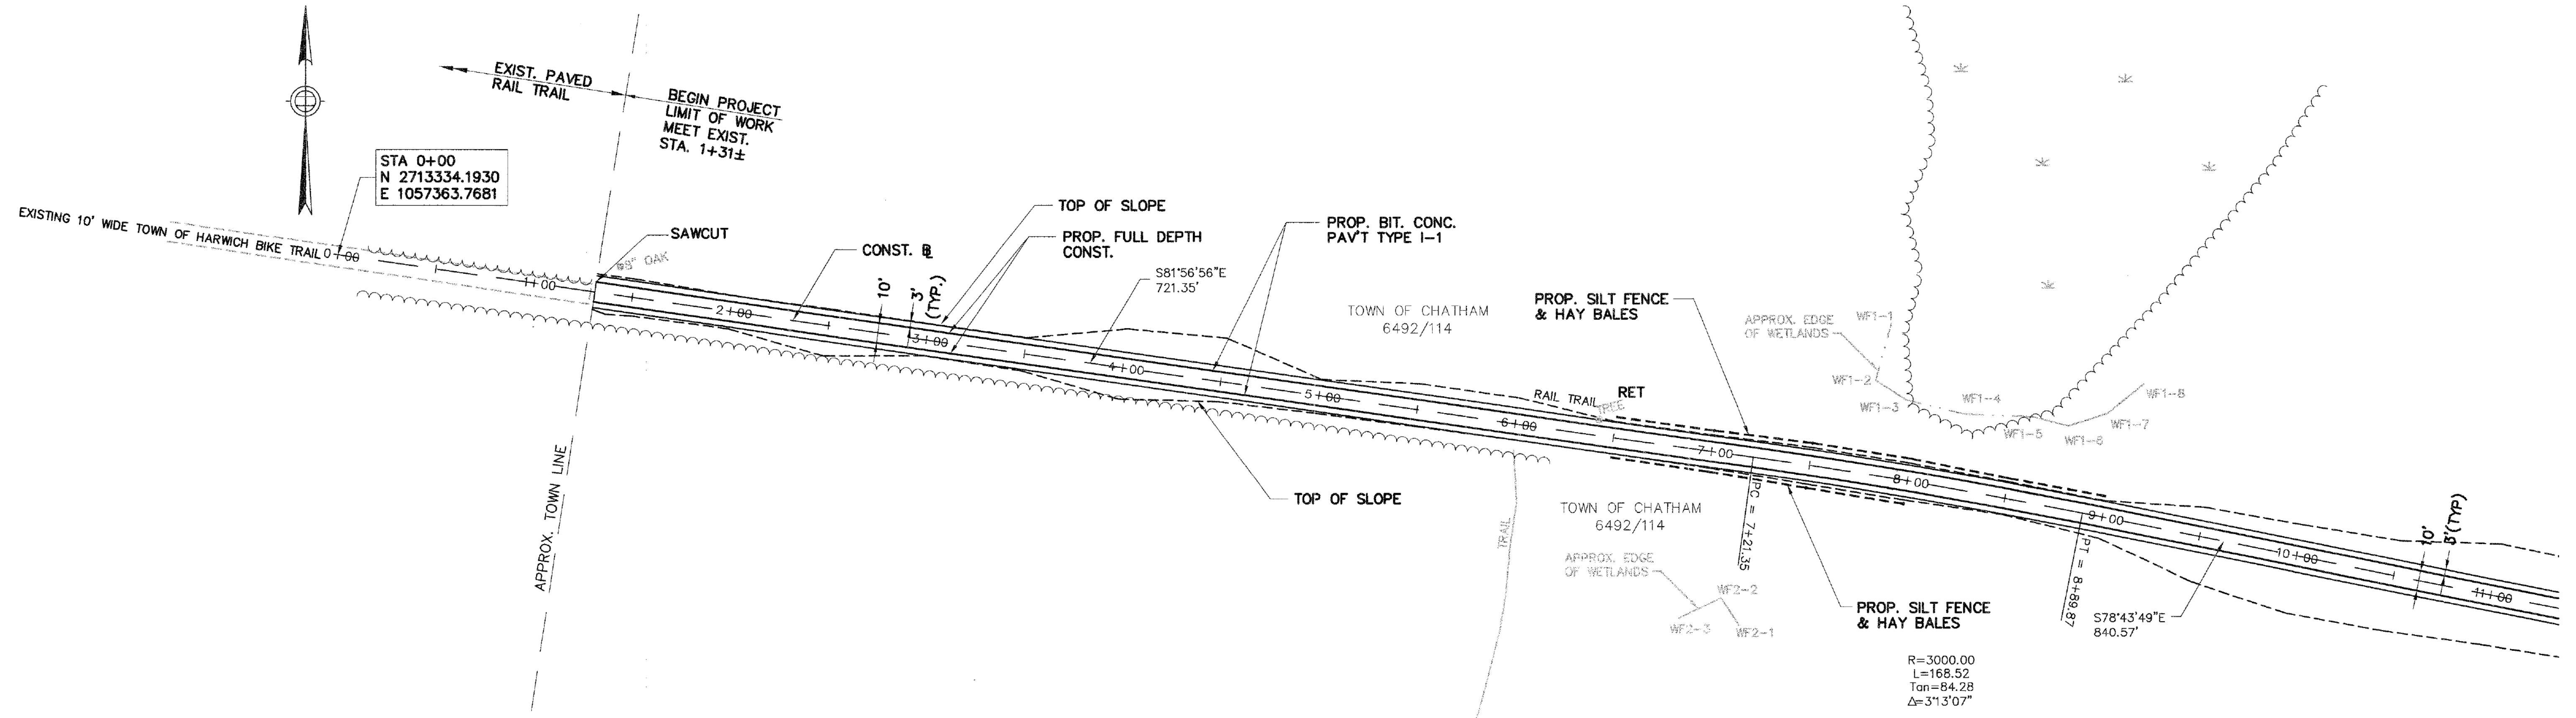 EXIST. PAVED
RAIL TRAIL
BEGIN PROJECT
LIMIT OF WORK
MEET EXIST.
STA. 1+31±
STA 0+00
N 2713334.1930
E 1057363.7681
EXISTING 10' WIDE TOWN OF HARWICH BIKE TRAIL
0+00
1+00
SAWCUT
8" OAK
CONST. BL
2+00
10'
3'
(TYP.)
3+00
TOP OF SLOPE
PROP. FULL DEPTH
CONST.
S81°56'56"E
721.35'
4+00
PROP. BIT. CONC.
PAV'T TYPE I-1
5+00
TOWN OF CHATHAM
6492/114
TOP OF SLOPE
APPROX. TOWN LINE
RAIL TRAIL
TREE
RET
6+00
PROP. SILT FENCE
& HAY BALES
7+00
PC = 7+21.35
TRAIL
TOWN OF CHATHAM
6492/114
APPROX. EDGE
OF WETLANDS
WF2-3
WF2-2
WF2-1
APPROX. EDGE
OF WETLANDS
WF1-1
WF1-2
WF1-3
WF1-4
WF1-5
WF1-6
WF1-7
WF1-8
8+00
PROP. SILT FENCE
& HAY BALES
9+00
PT = 8+89.87
R=3000.00
L=168.52
Tan=84.28
Δ=3°13'07"
10+00
S78°43'49"E
840.57'
10'
3'(TYP)
11+00